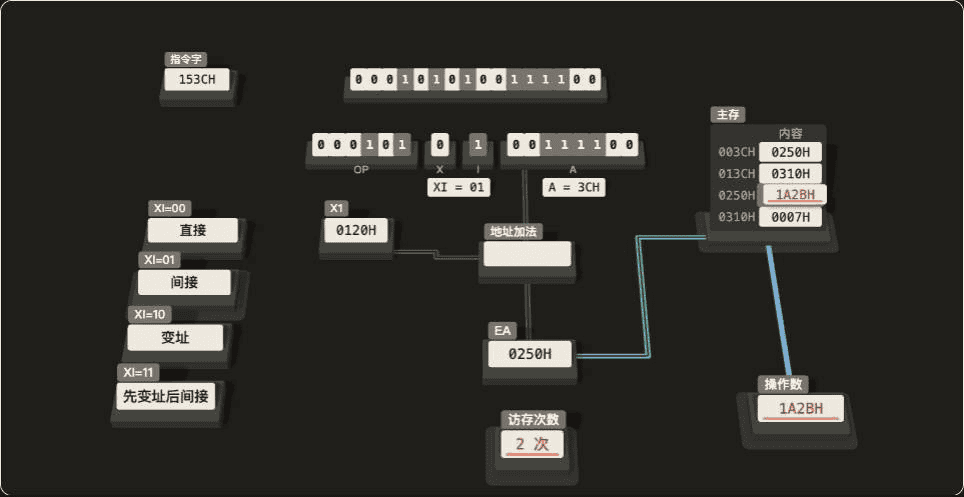 指令字
153CH
0 0 0 1 0 1 0 1 0 0 1 1 1 1 0 0
0 0 0 1 0 1
0
1
0 0 1 1 1 1 0 0
OP
X
I
A
XI = 01
A = 3CH
主存
内容
003CH 0250H
013CH 0310H
0250H 1A2BH
0310H 0007H
XI=00
直接
XI=01
间接
XI=10
变址
XI=11
先变址后间接
X1
0120H
地址加法
EA
0250H
访存次数
2 次
操作数
1A2BH